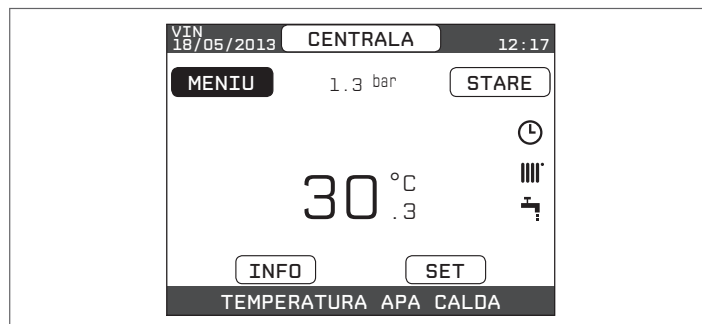 VIN
18/05/2013 CENTRALA 12:17
MENIU 1.3 bar STARE
30.3 °C
INFO SET
TEMPERATURA APA CALDA